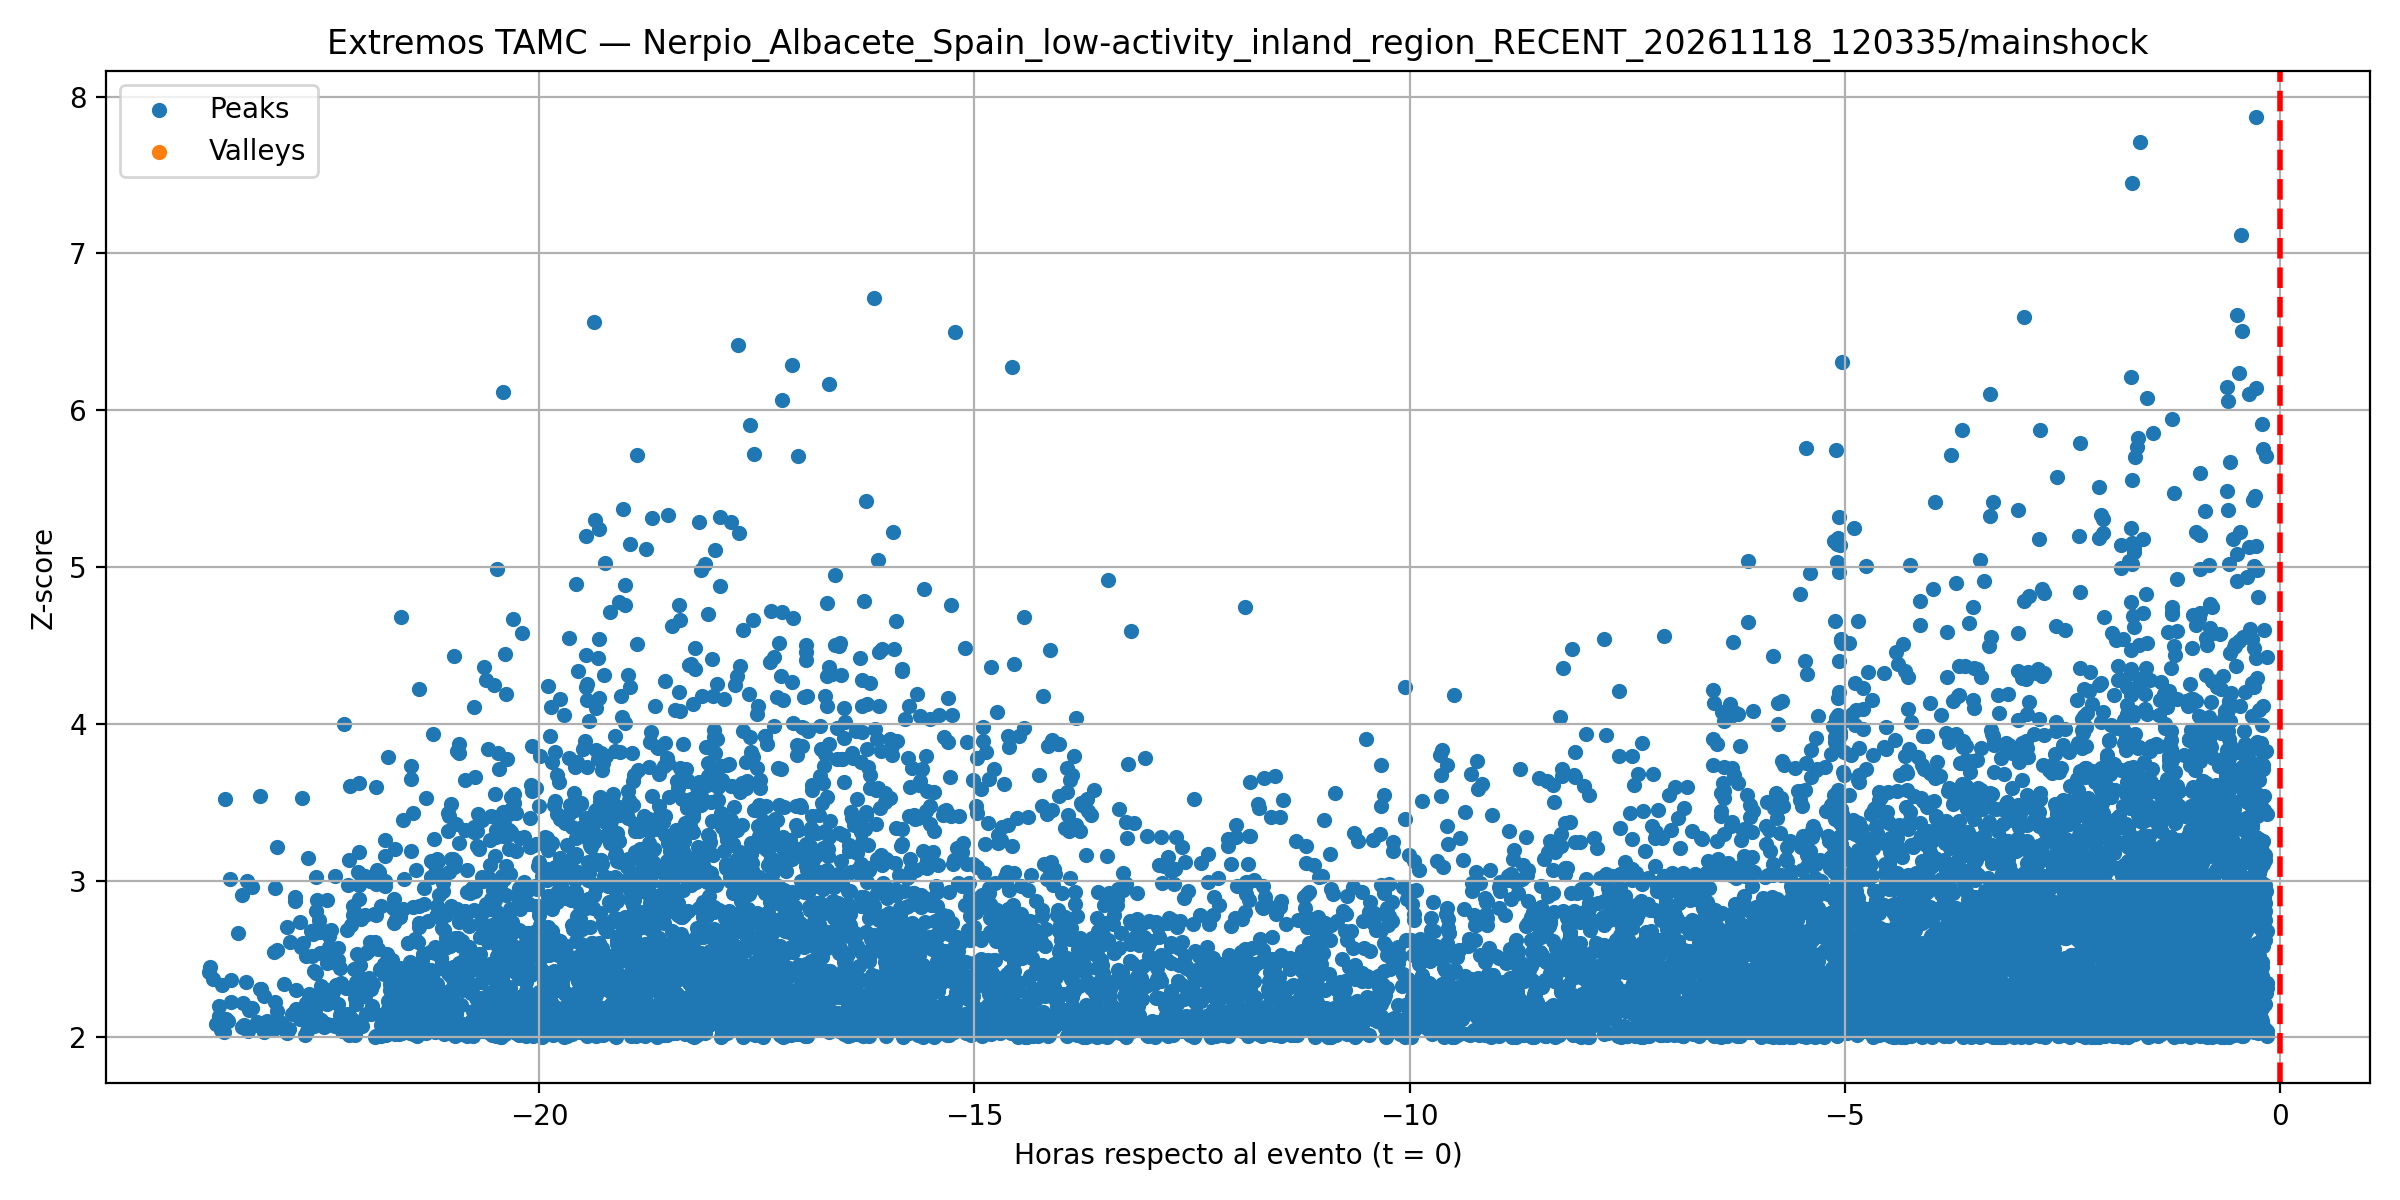 Extremos TAMC — Nerpio_Albacete_Spain_low-activity_inland_region_RECENT_20261118_120335/mainshock
Peaks
Valleys
8
7
6
5
4
3
2
Z-score
−20
−15
−10
−5
0
Horas respecto al evento (t = 0)